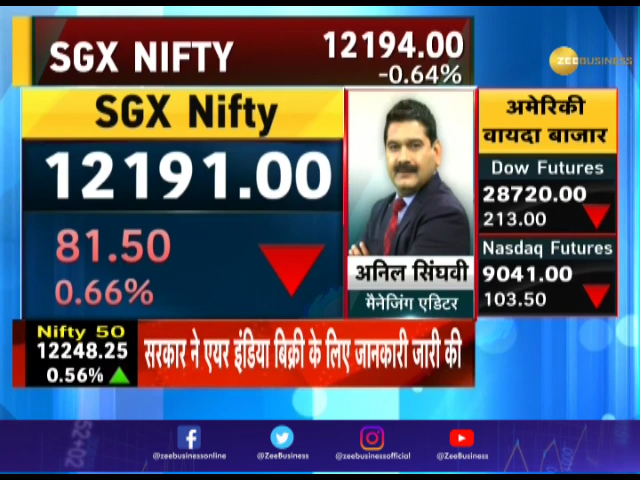 SGX NIFTY
12194.00
-0.64%
ZEEBUSINESS
SGX Nifty
12191.00
81.50
0.66%
अनिल सिंघवी
मैनेजिंग एडिटर
अमेरिकी
वायदा बाजार
Dow Futures
28720.00
213.00
Nasdaq Futures
9041.00
103.50
Nifty 50
12248.25
0.56%
सरकार ने एयर इंडिया बिक्री के लिए जानकारी जारी की
@zeebusinessonline
@ZeeBusiness
@zeebusinessofficial
@ZeeBusiness